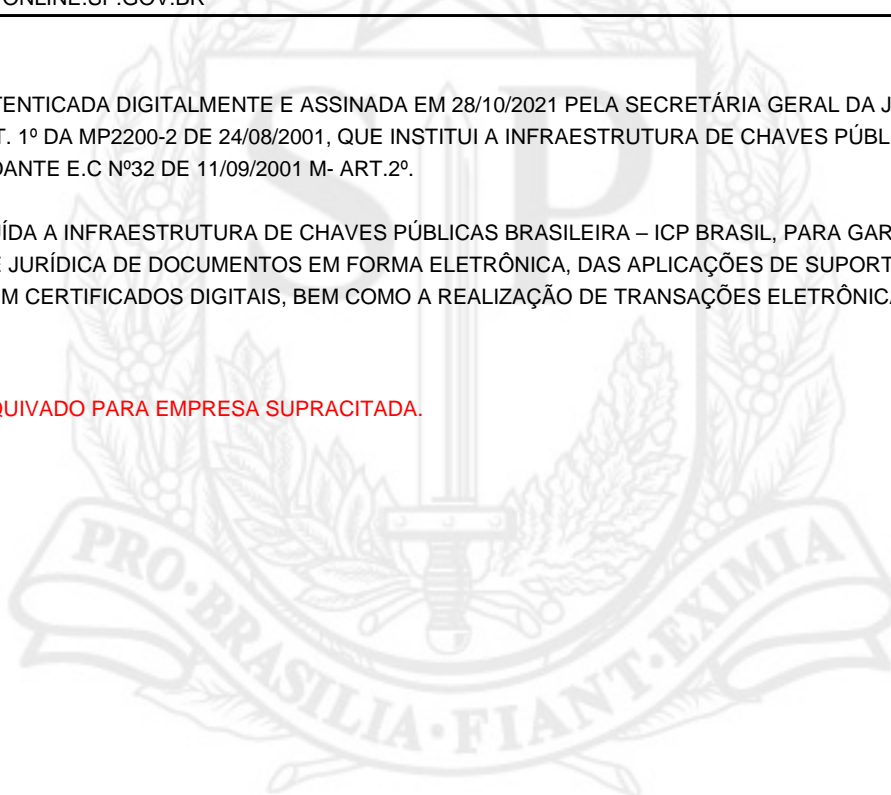 ONLINE.SP.GOV.BR
TENTICADA DIGITALMENTE E ASSINADA EM 28/10/2021 PELA SECRETÁRIA GERAL DA J
T. 1º DA MP2200-2 DE 24/08/2001, QUE INSTITUI A INFRAESTRUTURA DE CHAVES PÚBL
DANTE E.C Nº32 DE 11/09/2001 M- ART.2º.
ÍDA A INFRAESTRUTURA DE CHAVES PÚBLICAS BRASILEIRA – ICP BRASIL, PARA GAR
E JURÍDICA DE DOCUMENTOS EM FORMA ELETRÔNICA, DAS APLICAÇÕES DE SUPORT
M CERTIFICADOS DIGITAIS, BEM COMO A REALIZAÇÃO DE TRANSAÇÕES ELETRÔNICA
QUIVADO PARA EMPRESA SUPRACITADA.
SP
PRO·BRASILIA·FIANT·EXIMIA